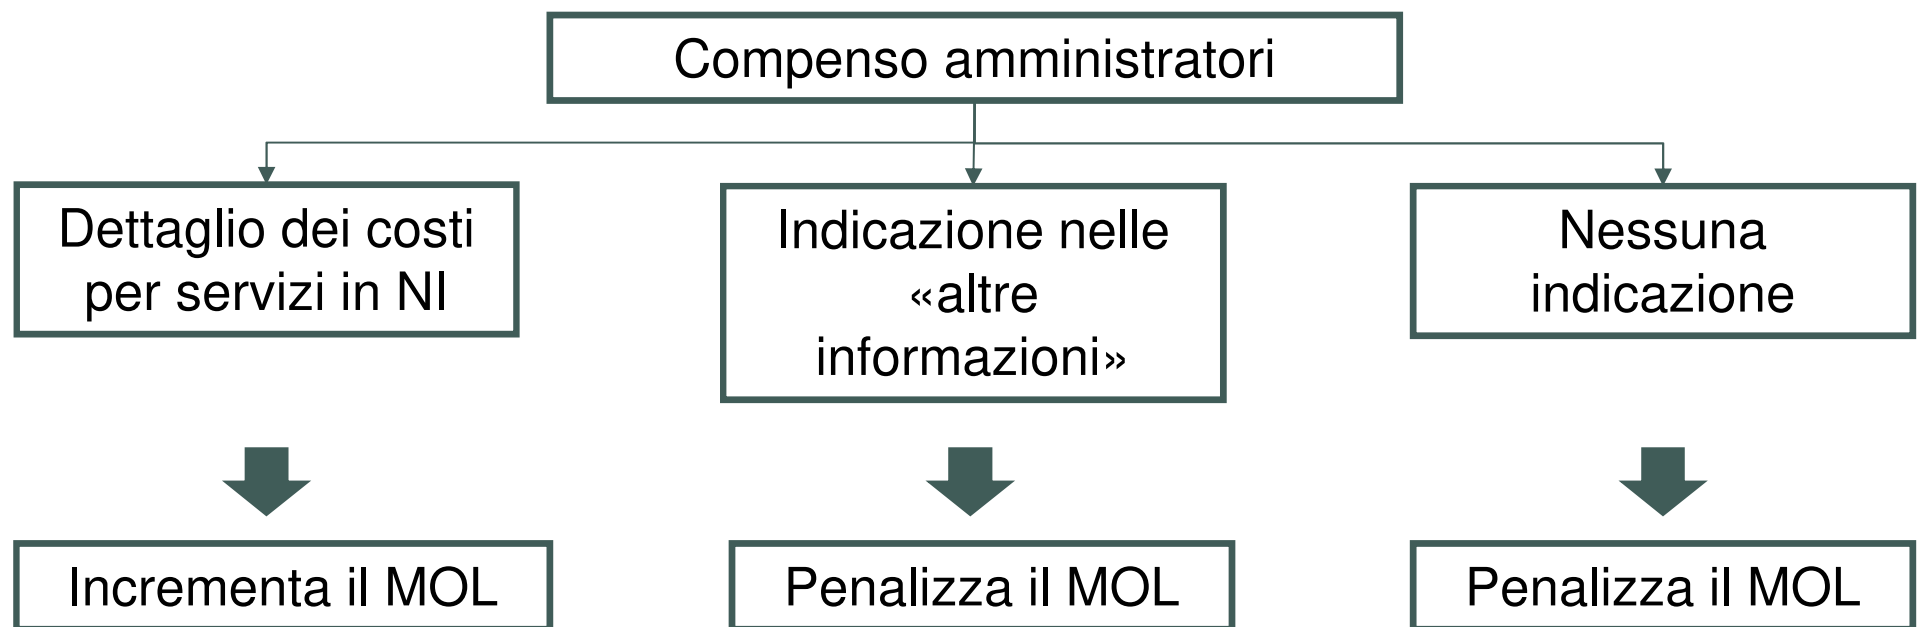 Compenso amministratori
Dettaglio dei costi
per servizi in NI
Indicazione nelle
«altre
informazioni»
Nessuna
indicazione
Incrementa il MOL
Penalizza il MOL
Penalizza il MOL